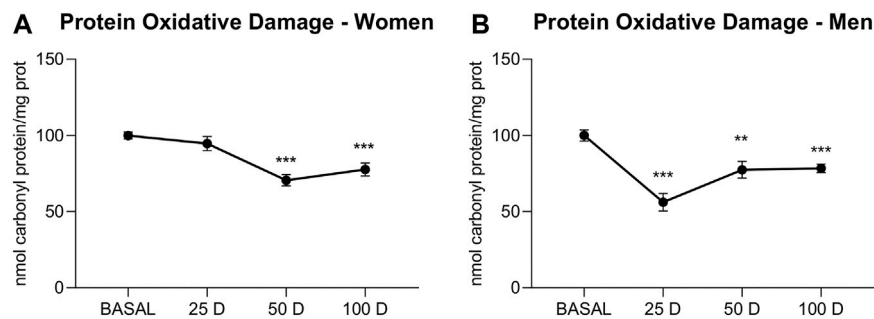 A Protein Oxidative Damage - Women
nmol carbonyl protein/mg prot
150
100
50
0
***
***
BASAL 25 D 50 D 100 D
B Protein Oxidative Damage - Men
nmol carbonyl protein/mg prot
150
100
50
0
***
**
***
BASAL 25 D 50 D 100 D